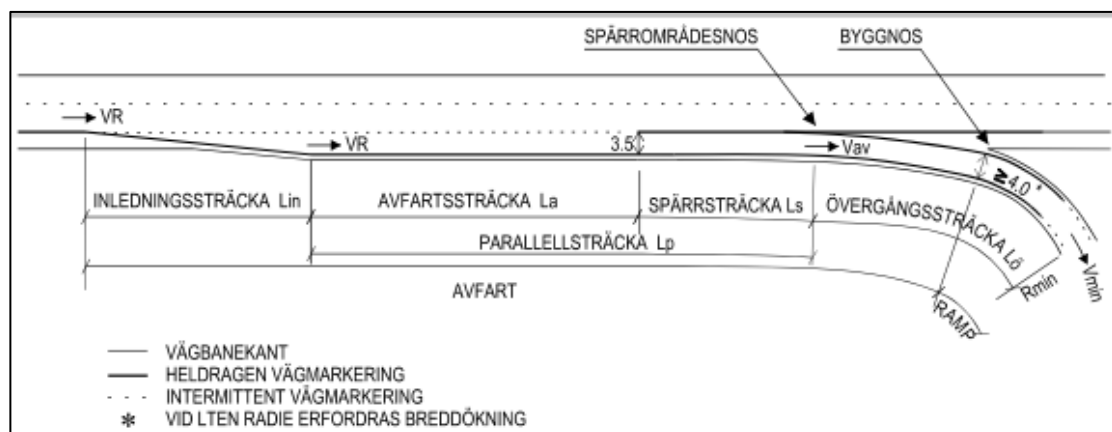 SPÄRROMRÅDESNOS
BYGGNOS
VR
VR
3.5
Vav
≥4.0 *
INLEDNINGSSTRÄCKA Lin
AVFARTSSTRÄCKA La
SPÄRRSTRÄCKA Ls
ÖVERGÅNGSSTRÄCKA Lö
PARALLELLSTRÄCKA Lp
AVFART
RAMP
Rmin
Vmin
VÄGBANEKANT
HELDRAGEN VÄGMARKERING
INTERMITTENT VÄGMARKERING
* VID LTEN RADIE ERFORDRAS BREDDÖKNING